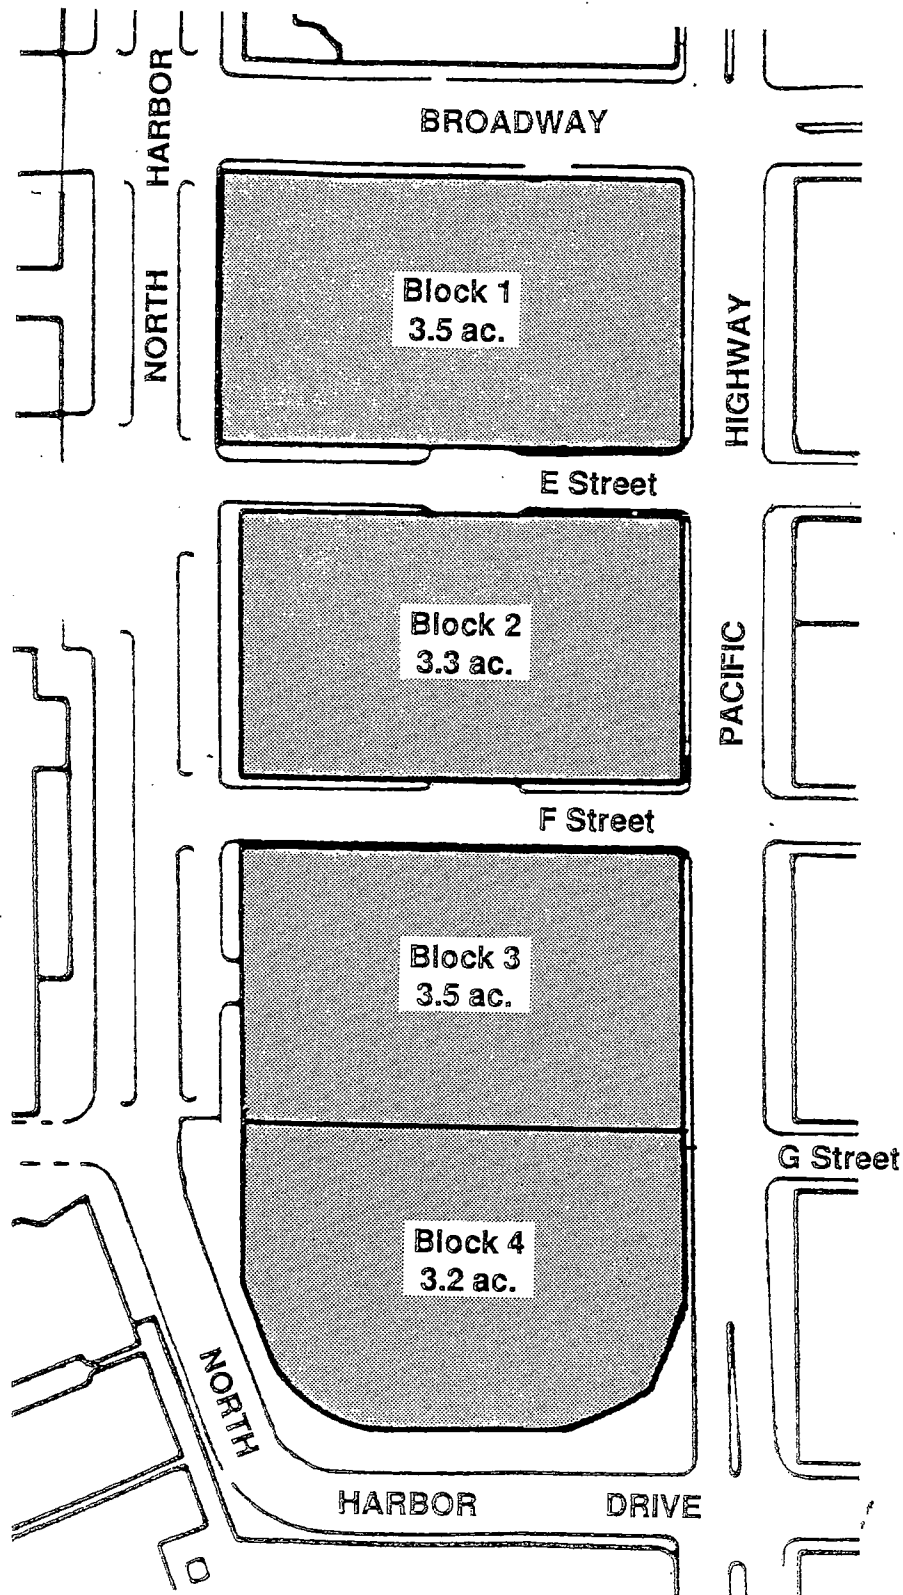 HARBOR
BROADWAY
NORTH
Block 1
3.5 ac.
HIGHWAY
E Street
Block 2
3.3 ac.
PACIFIC
F Street
Block 3
3.5 ac.
G Street
Block 4
3.2 ac.
NORTH
HARBOR DRIVE